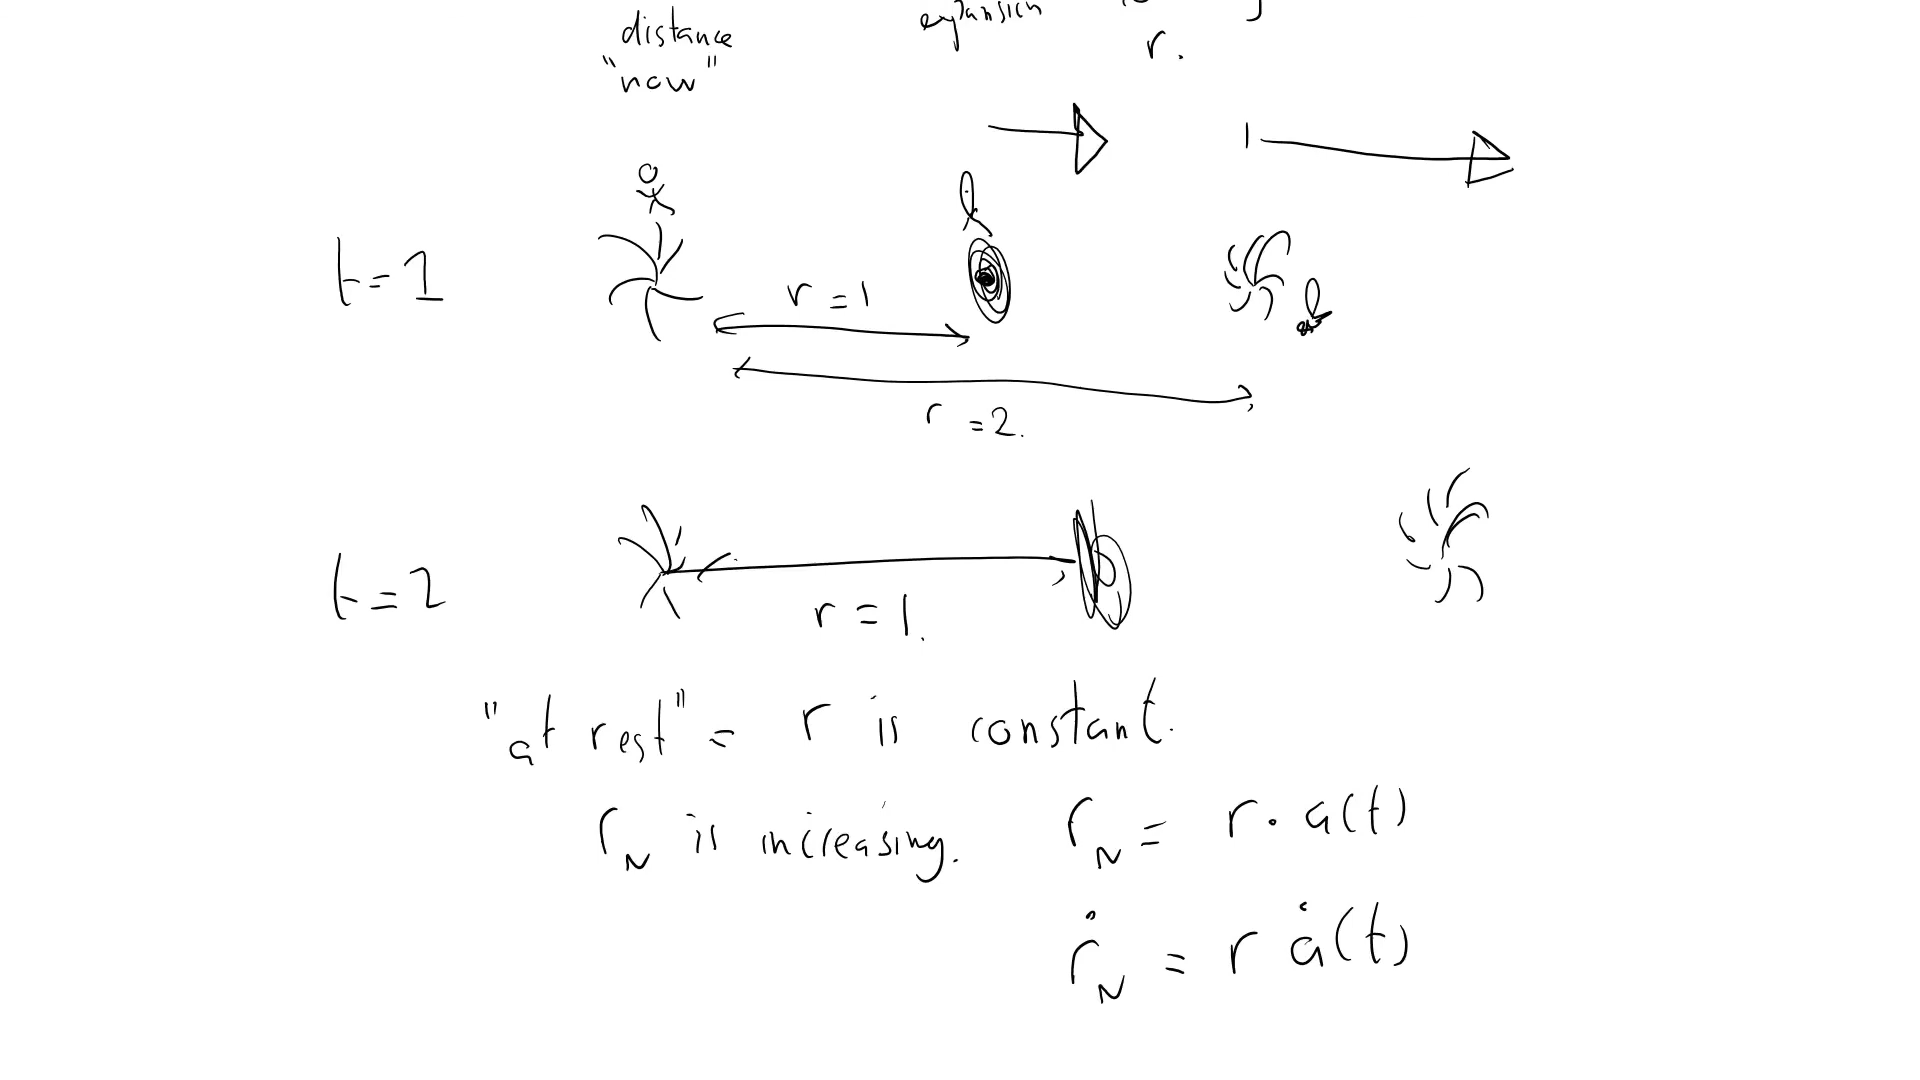 distance
"now"
expansion
r.
t=1
r=1
r=2.
t=2
r=1.
"at rest" = r is constant.
r_N is increasing.
r_N = r·a(t)
ṙ_N = r ȧ(t)